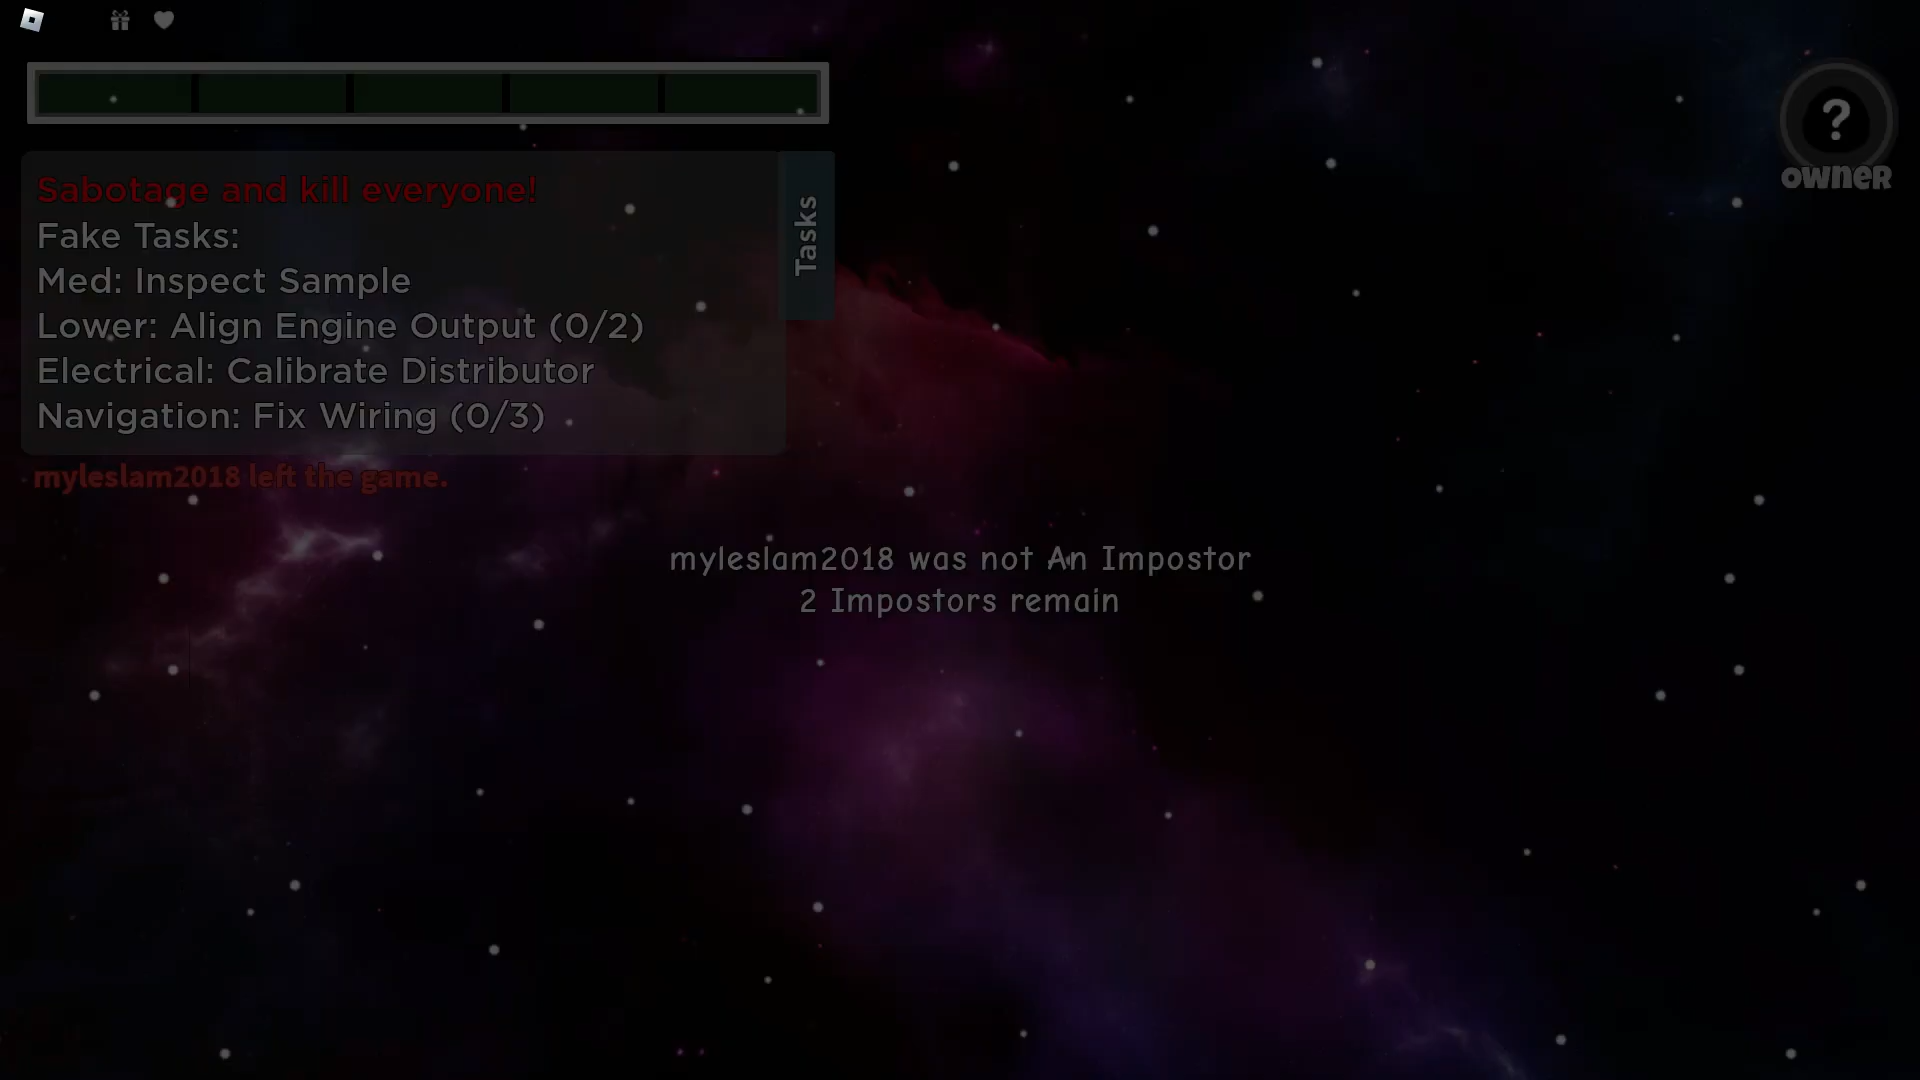 ?
OWNER
Sabotage and kill everyone!
Fake Tasks:
Med: Inspect Sample
Lower: Align Engine Output (0/2)
Electrical: Calibrate Distributor
Navigation: Fix Wiring (0/3)
Tasks
myleslam2018 left the game.
myleslam2018 was not An Impostor
2 Impostors remain